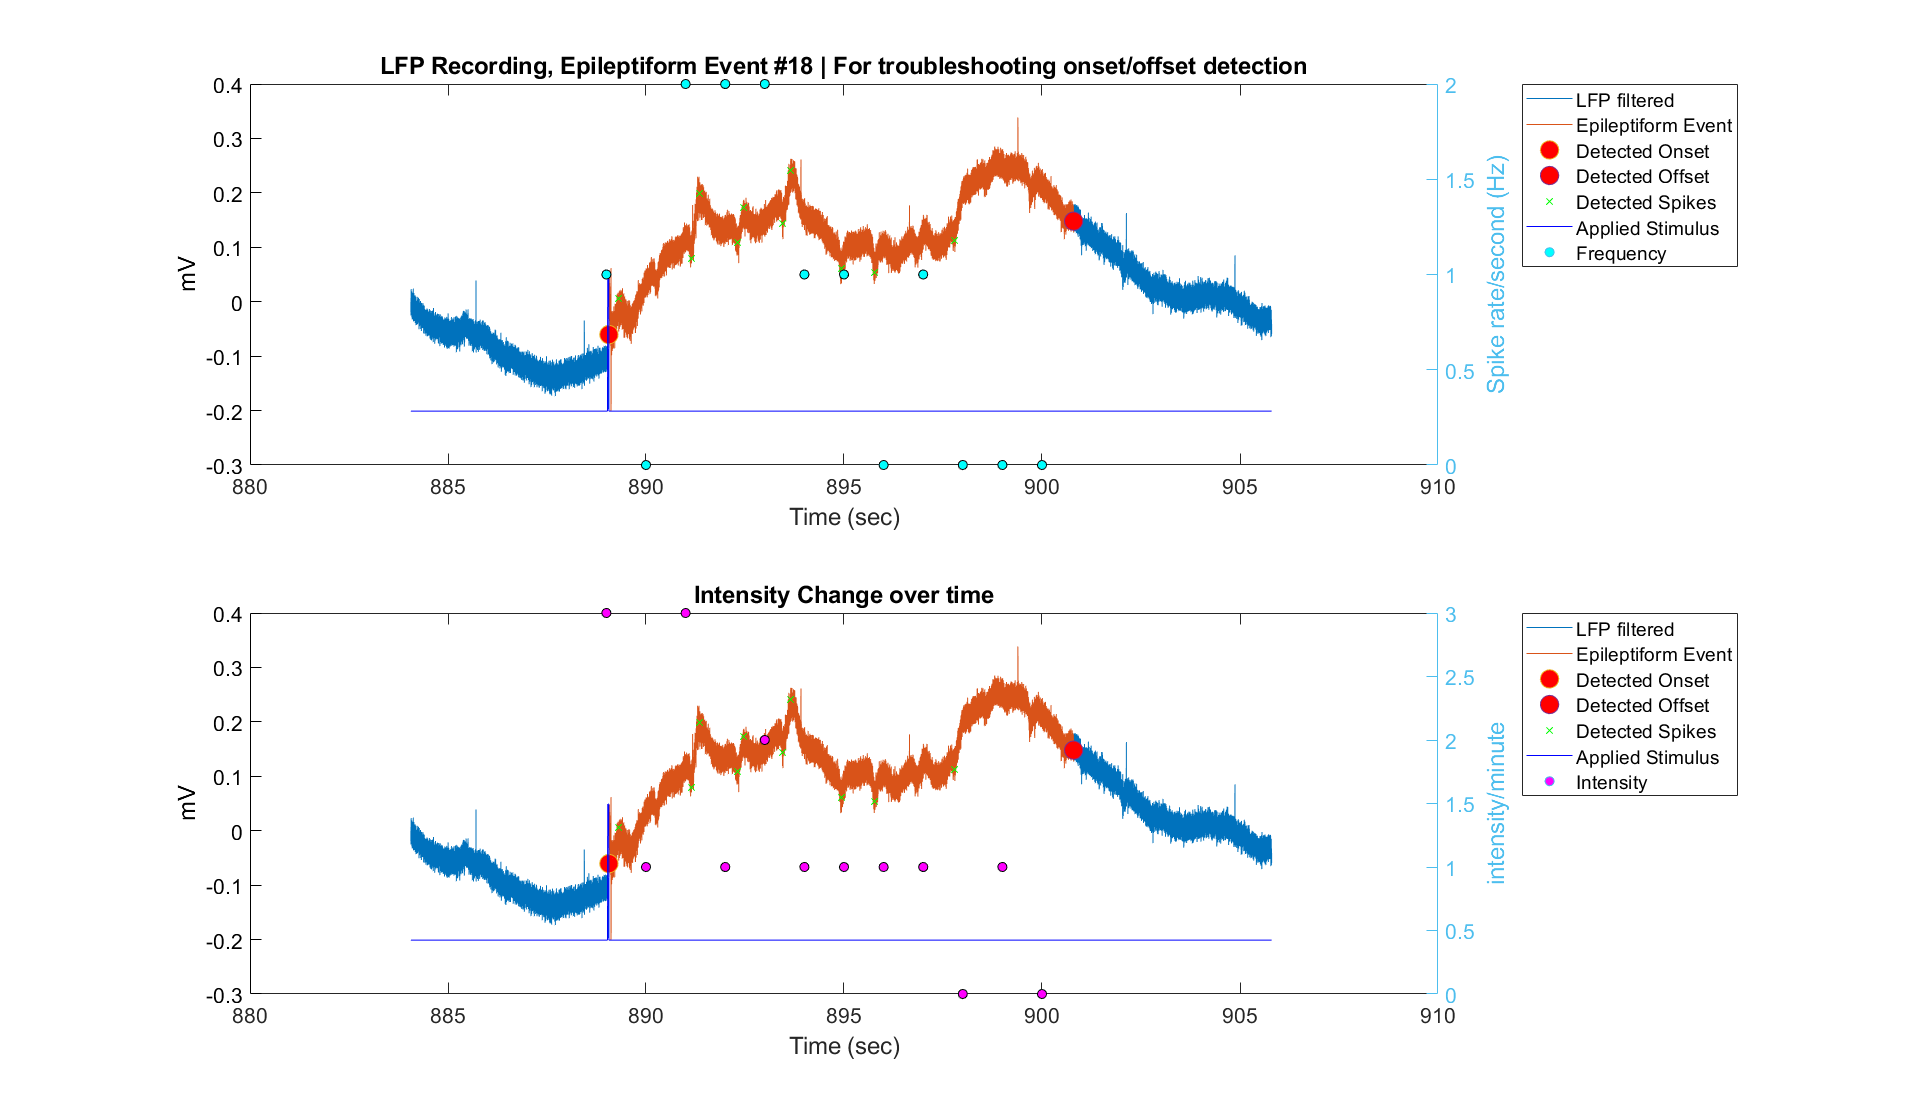 LFP Recording, Epileptiform Event #18 | For troubleshooting onset/offset detection
0.4
0.3
0.2
0.1
0
-0.1
-0.2
-0.3
mV
880 885 890 895 900 905 910
Time (sec)
2
1.5
1
0.5
0
Spike rate/second (Hz)
LFP filtered
Epileptiform Event
Detected Onset
Detected Offset
Detected Spikes
Applied Stimulus
Frequency
Intensity Change over time
0.4
0.3
0.2
0.1
0
-0.1
-0.2
-0.3
mV
880 885 890 895 900 905 910
Time (sec)
3
2.5
2
1.5
1
0.5
0
intensity/minute
LFP filtered
Epileptiform Event
Detected Onset
Detected Offset
Detected Spikes
Applied Stimulus
Intensity